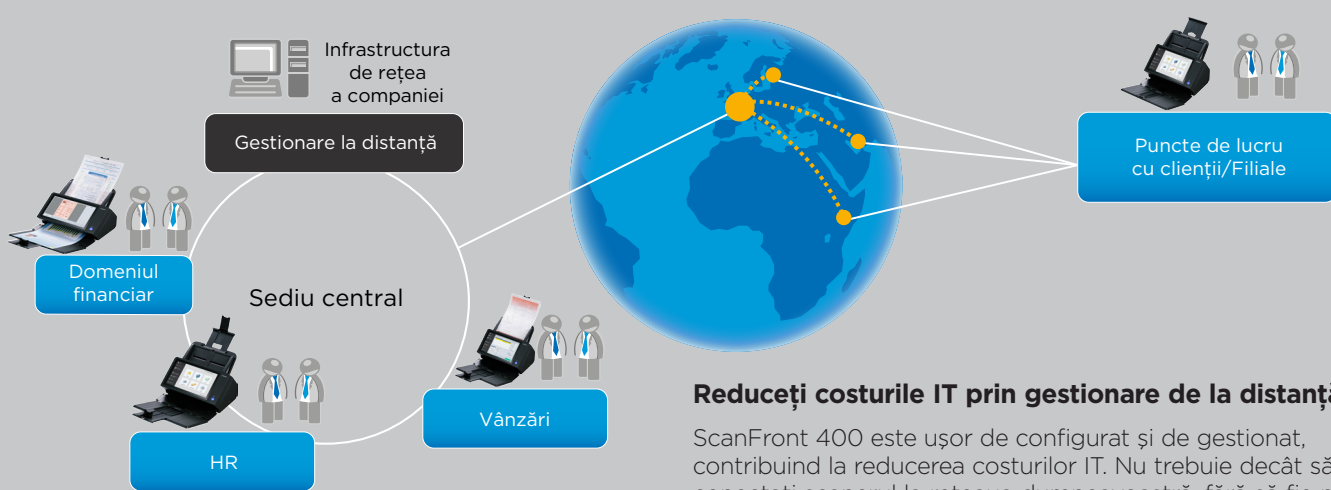 Infrastructura
de rețea
a companiei
Gestionare la distanță
Domeniul
financiar
Sediu central
HR
Vânzări
Puncte de lucru
cu clienții/Filiale
Reduceți costurile IT prin gestionare de la distanță
ScanFront 400 este ușor de configurat și de gestionat,
contribuind la reducerea costurilor IT. Nu trebuie decât să